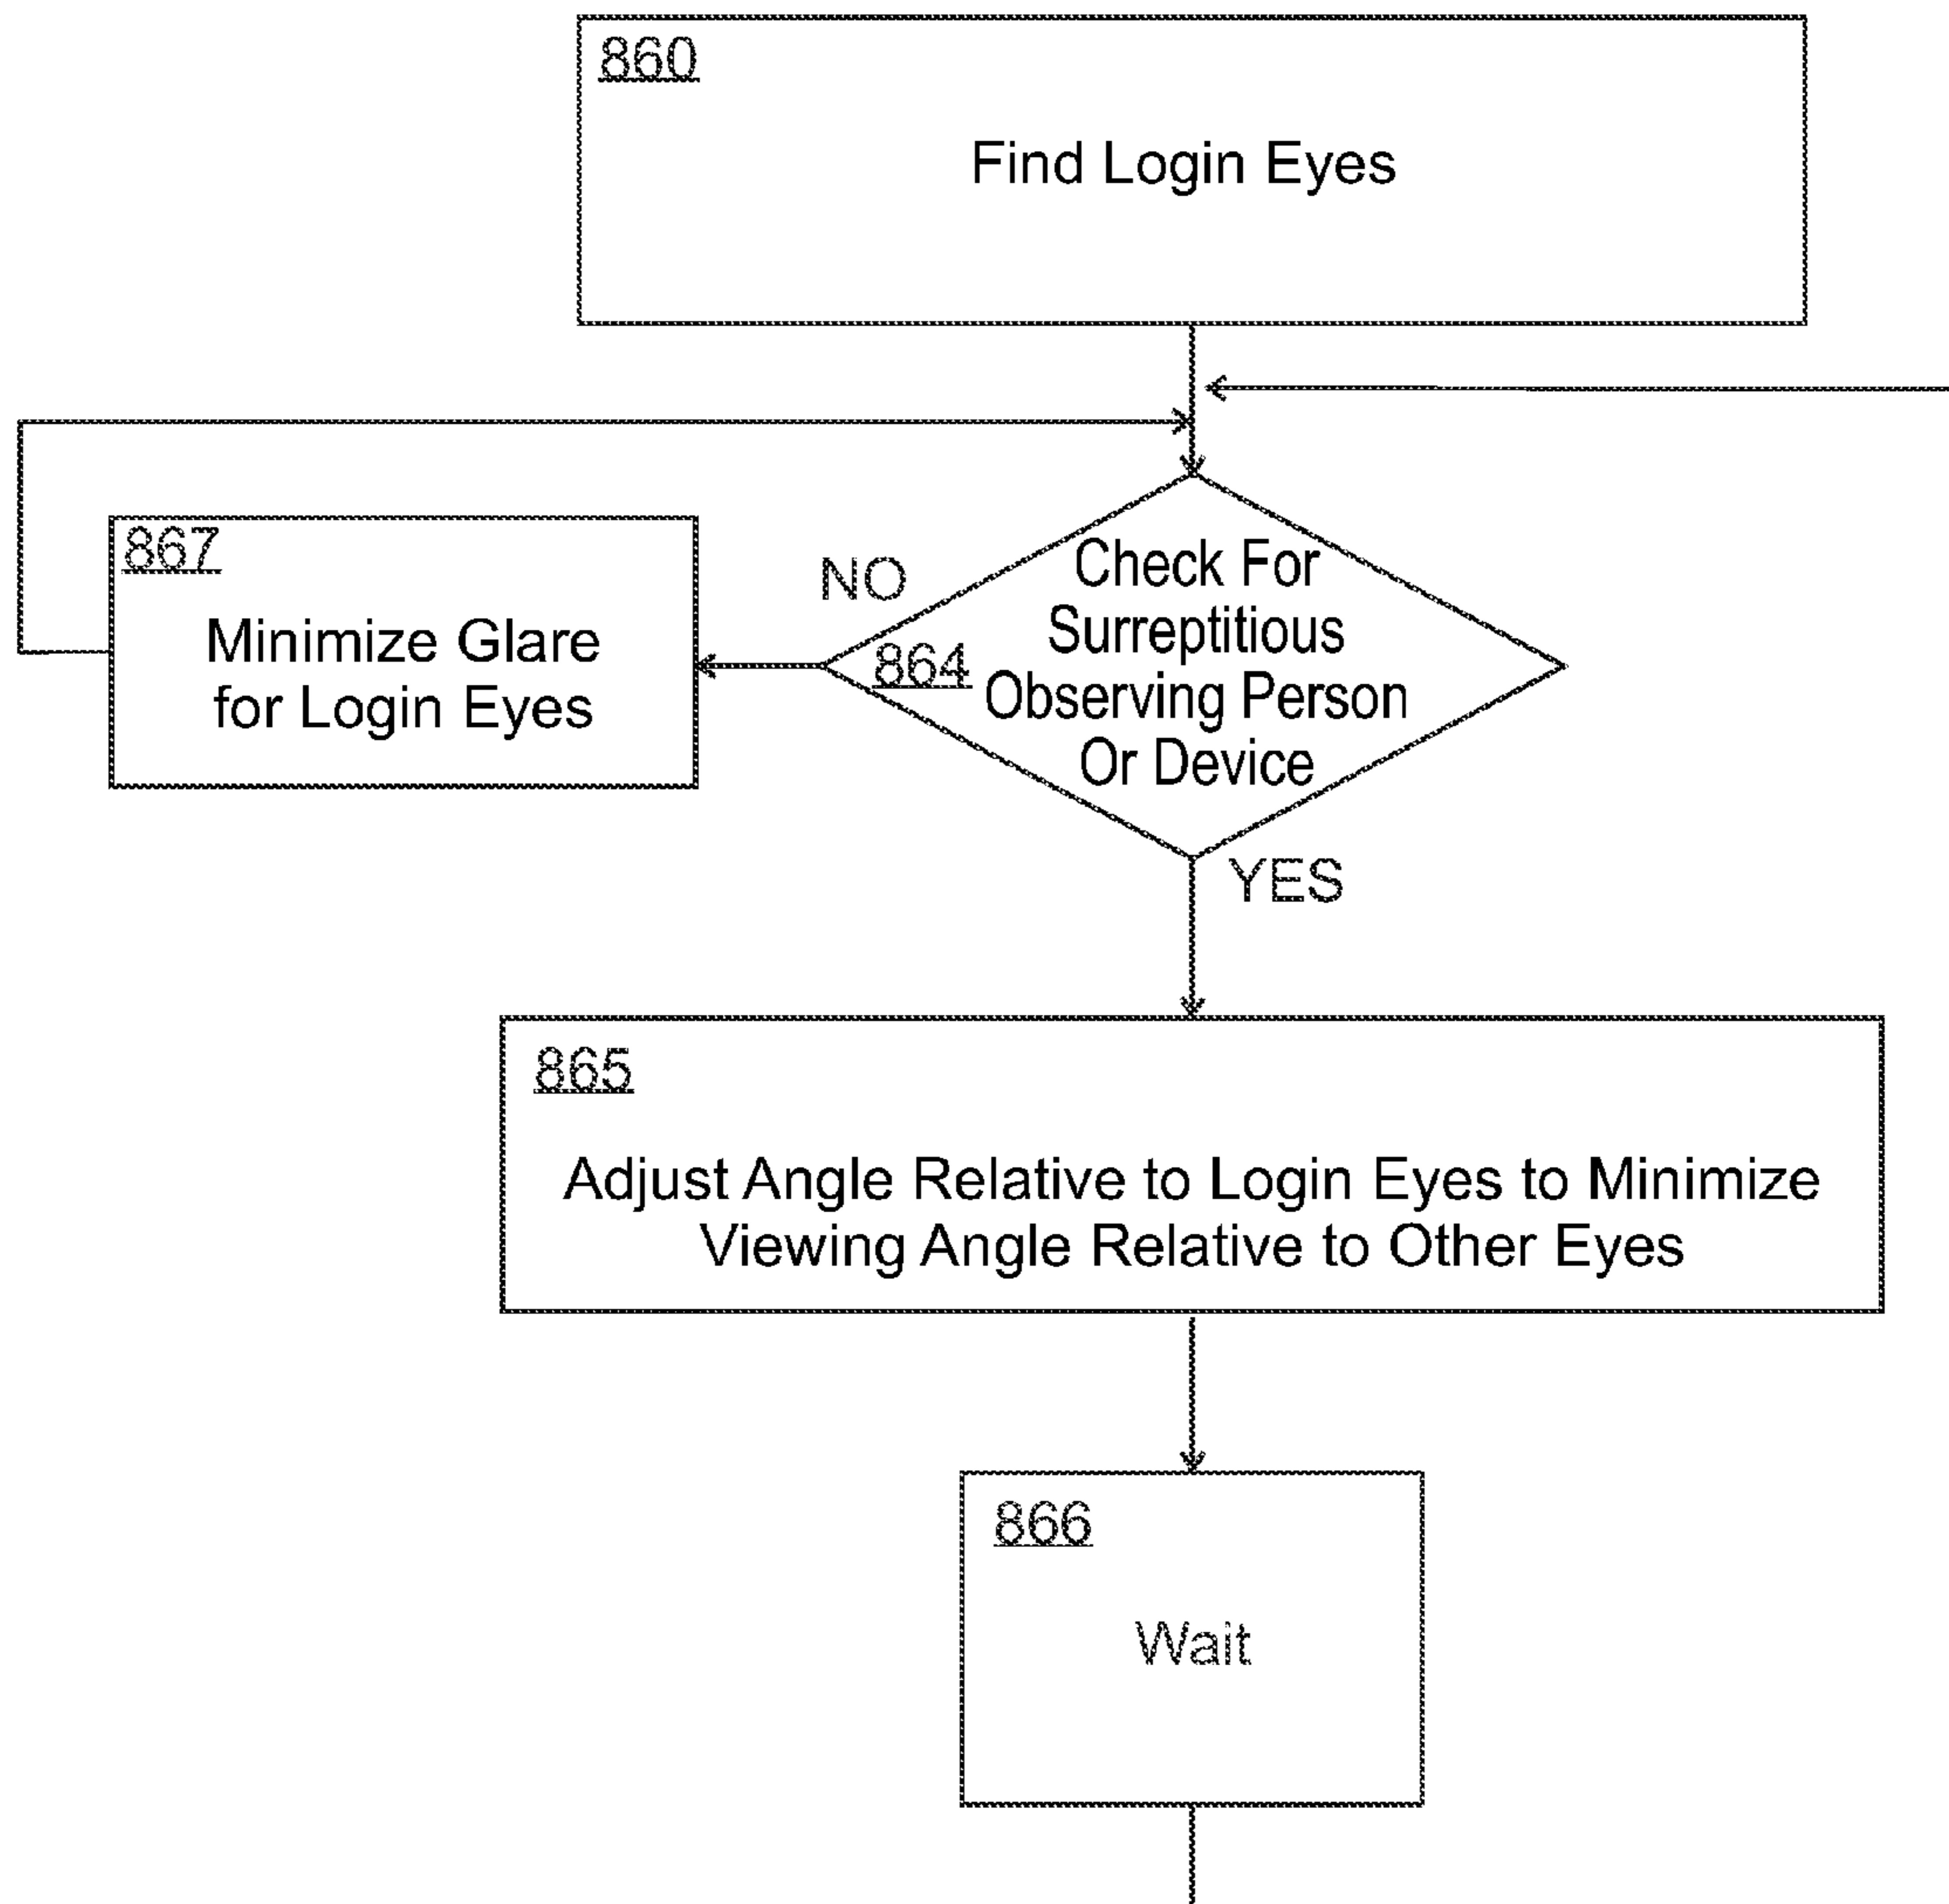 860
Find Login Eyes
867
Minimize Glare
for Login Eyes
NO
864
Check For
Surreptitious
Observing Person
Or Device
YES
865
Adjust Angle Relative to Login Eyes to Minimize
Viewing Angle Relative to Other Eyes
866
Wait